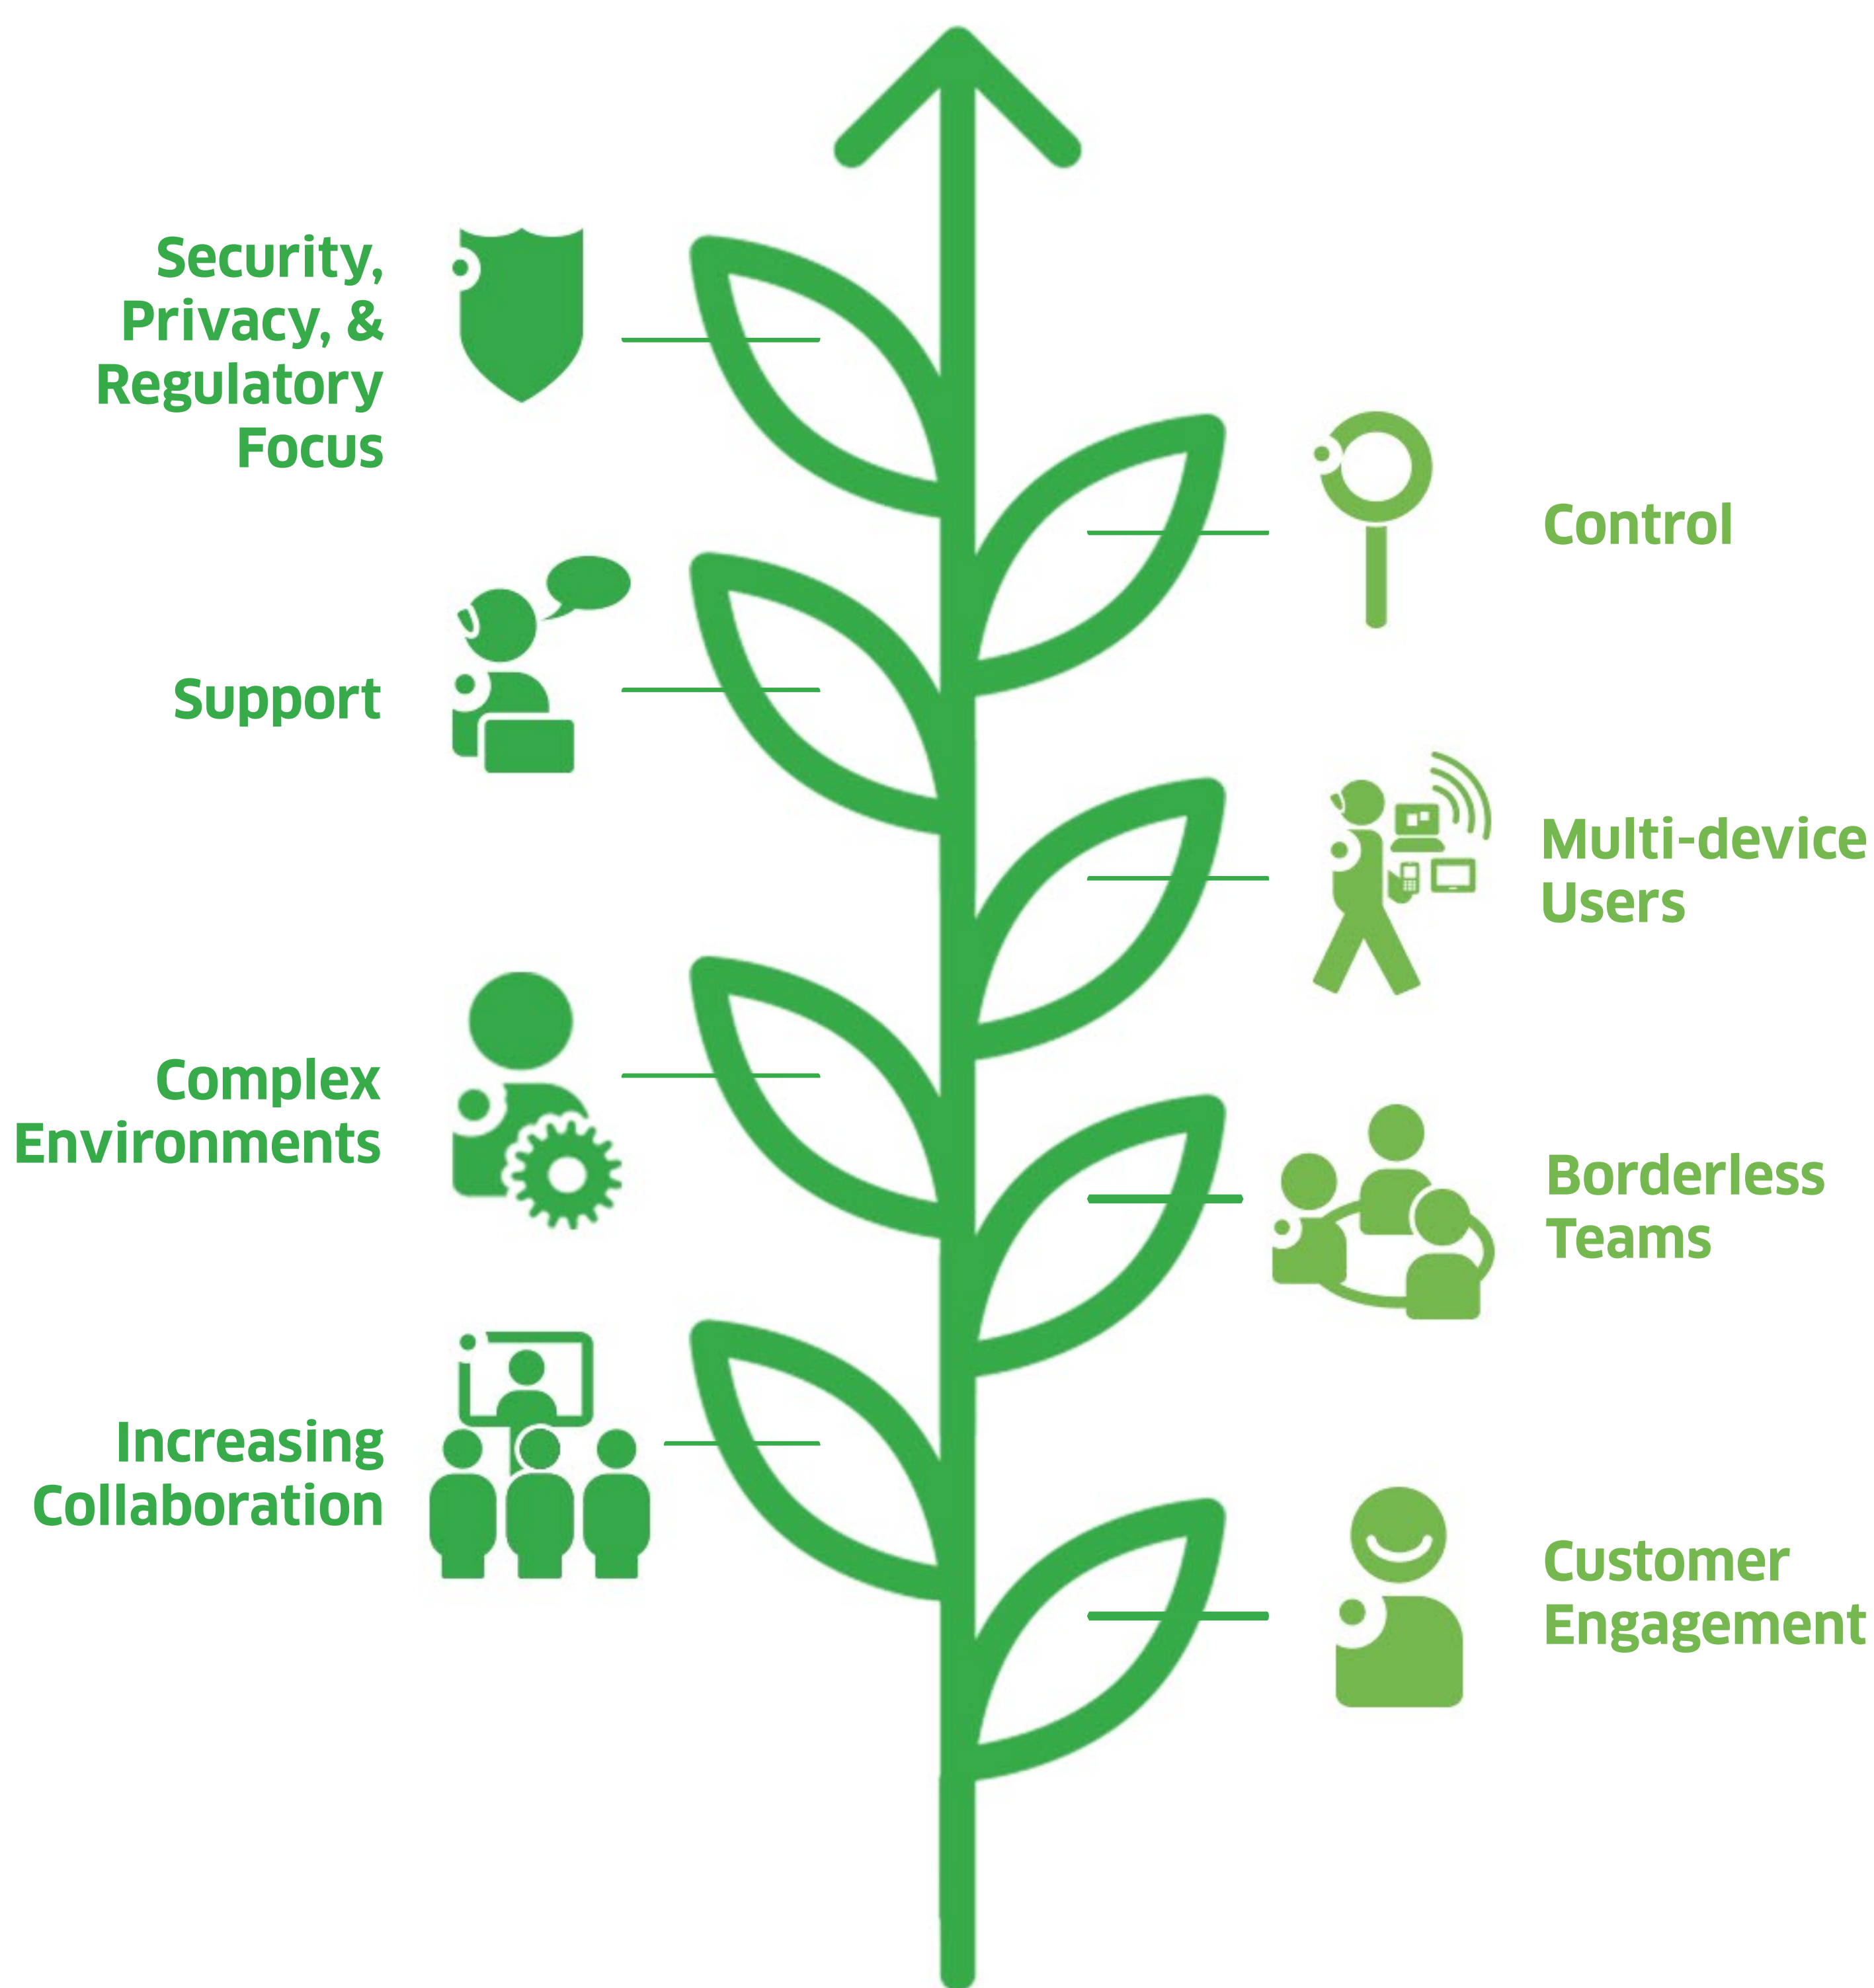 Security,
Privacy, &
Regulatory
Focus
Control
Support
Multi-device
Users
Complex
Environments
Borderless
Teams
Increasing
Collaboration
Customer
Engagement